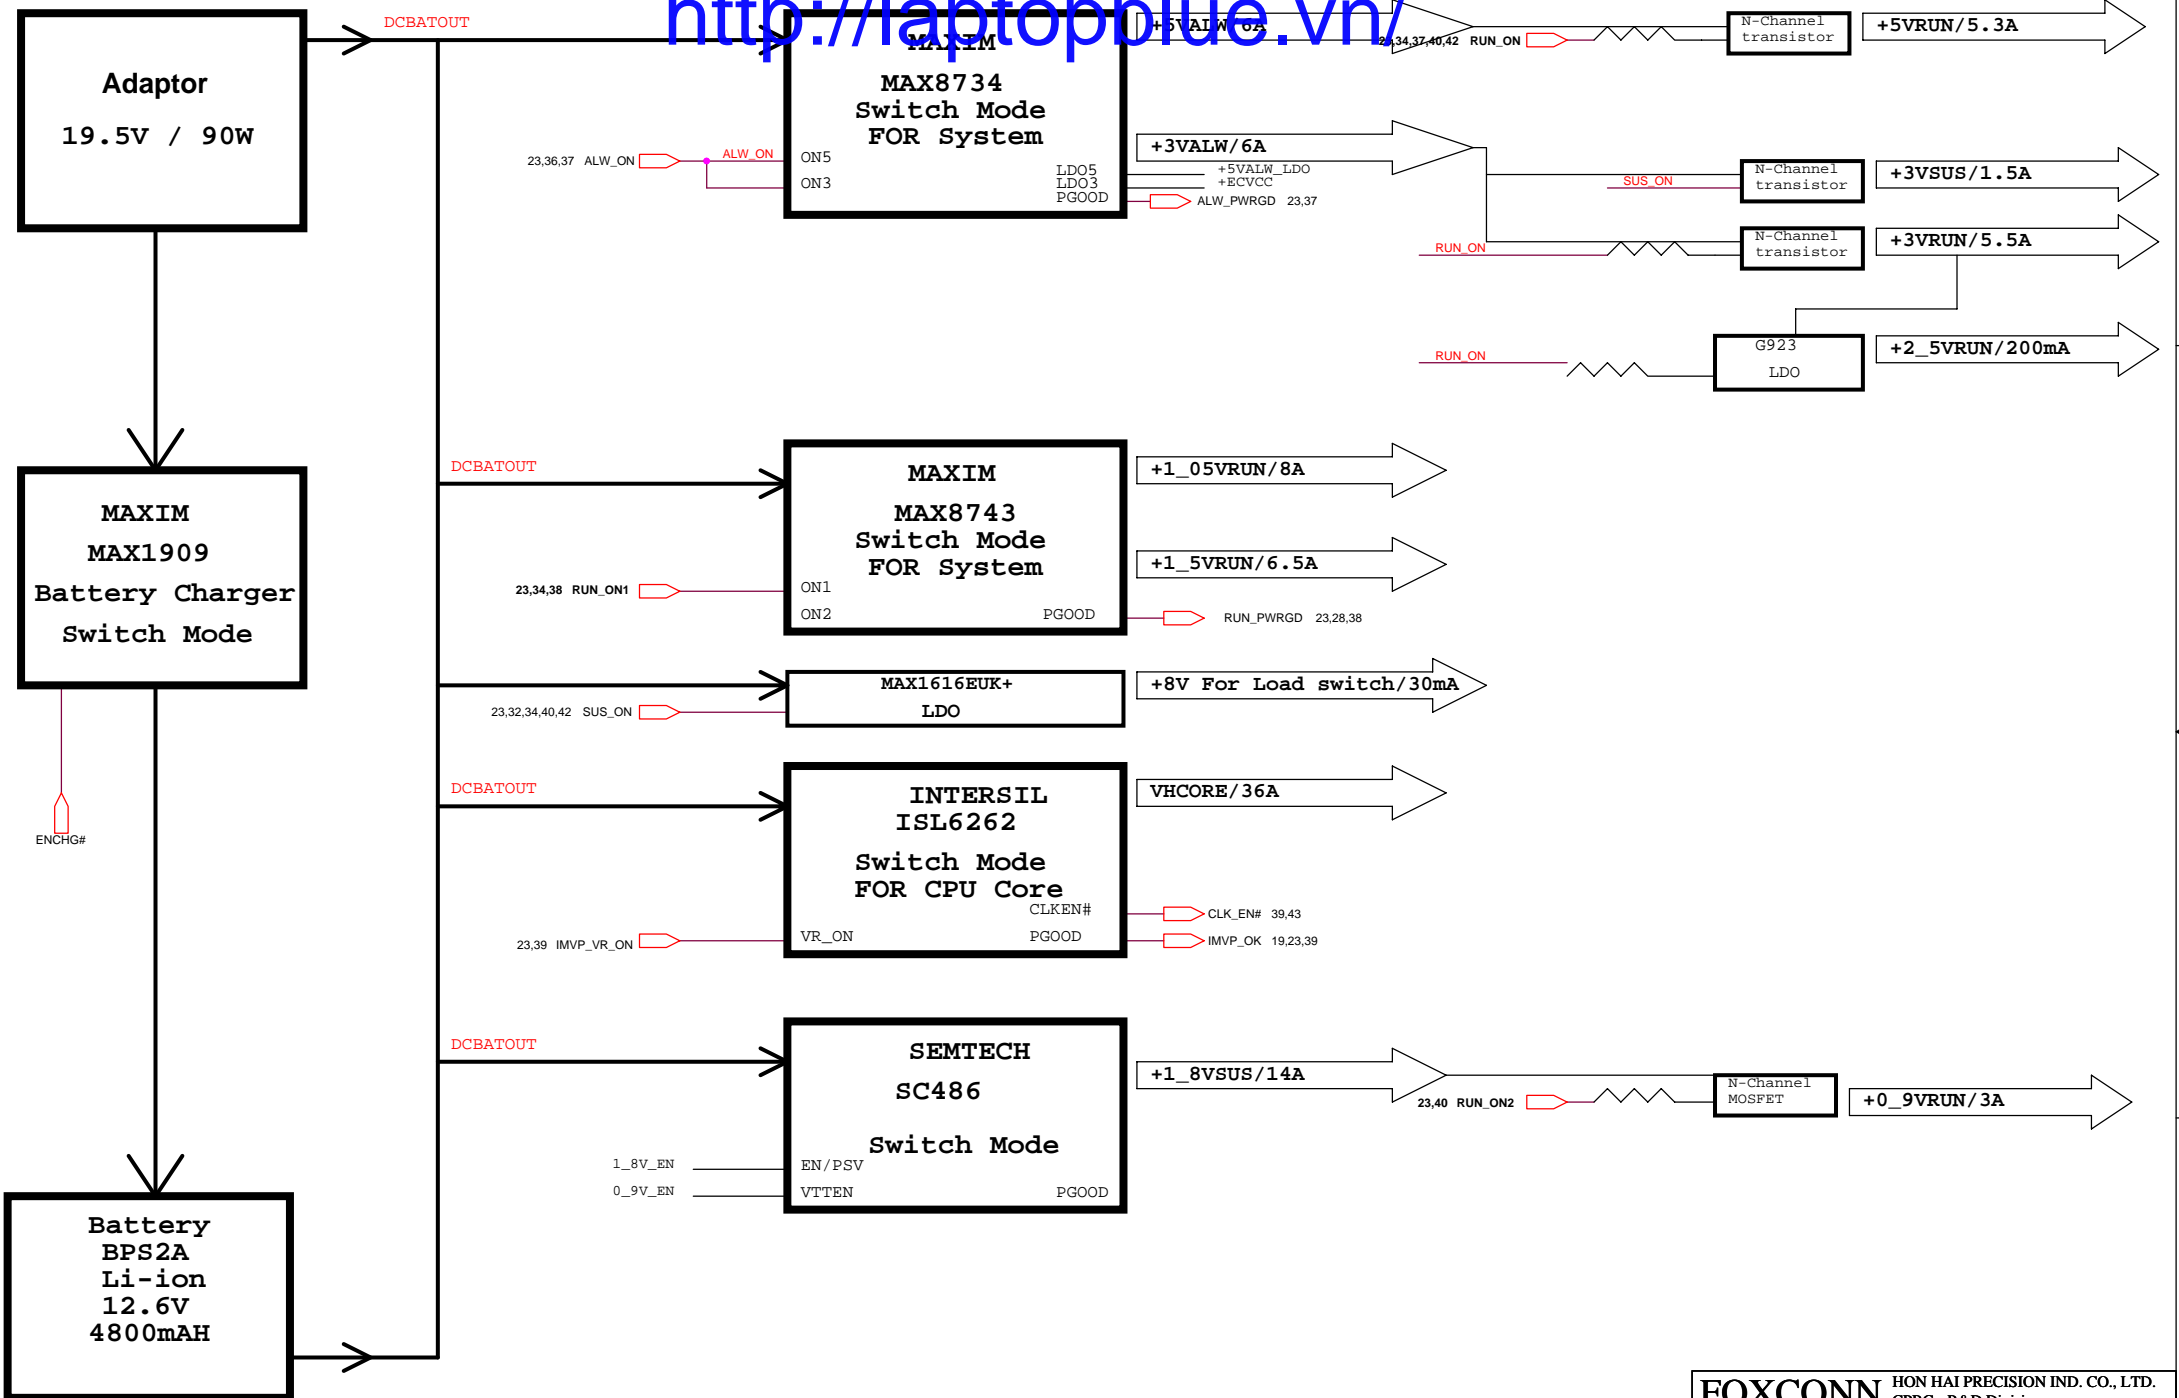 http://laptopblue.vn/
DCBATOUT
Adaptor
19.5V / 90W
MAXIM
MAX8734
Switch Mode
FOR System
ON5
ON3
LDO5
LDO3
PGOOD
23,36,37 ALW_ON
ALW_ON
+5VALW/6A
+3VALW/6A
+5VALW_LDO
+ECVCC
ALW_PWRGD 23,37
23,34,37,40,42 RUN_ON
N-Channel
transistor
+5VRUN/5.3A
SUS_ON
N-Channel
transistor
+3VSUS/1.5A
RUN_ON
N-Channel
transistor
+3VRUN/5.5A
RUN_ON
G923
LDO
+2_5VRUN/200mA
MAXIM
MAX1909
Battery Charger
Switch Mode
ENCHG#
DCBATOUT
MAXIM
MAX8743
Switch Mode
FOR System
ON1
ON2
PGOOD
23,34,38 RUN_ON1
+1_05VRUN/8A
+1_5VRUN/6.5A
RUN_PWRGD 23,28,38
MAX1616EUK+
LDO
23,32,34,40,42 SUS_ON
+8V For Load switch/30mA
DCBATOUT
INTERSIL
ISL6262
Switch Mode
FOR CPU Core
CLKEN#
VR_ON
PGOOD
23,39 IMVP_VR_ON
VHCORE/36A
CLK_EN# 39,43
IMVP_OK 19,23,39
DCBATOUT
SEMTECH
SC486
Switch Mode
EN/PSV
VTTEN
PGOOD
1_8V_EN
0_9V_EN
+1_8VSUS/14A
23,40 RUN_ON2
N-Channel
MOSFET
+0_9VRUN/3A
Battery
BPS2A
Li-ion
12.6V
4800mAH
FOXCONN
HON HAI PRECISION IND. CO., LTD.